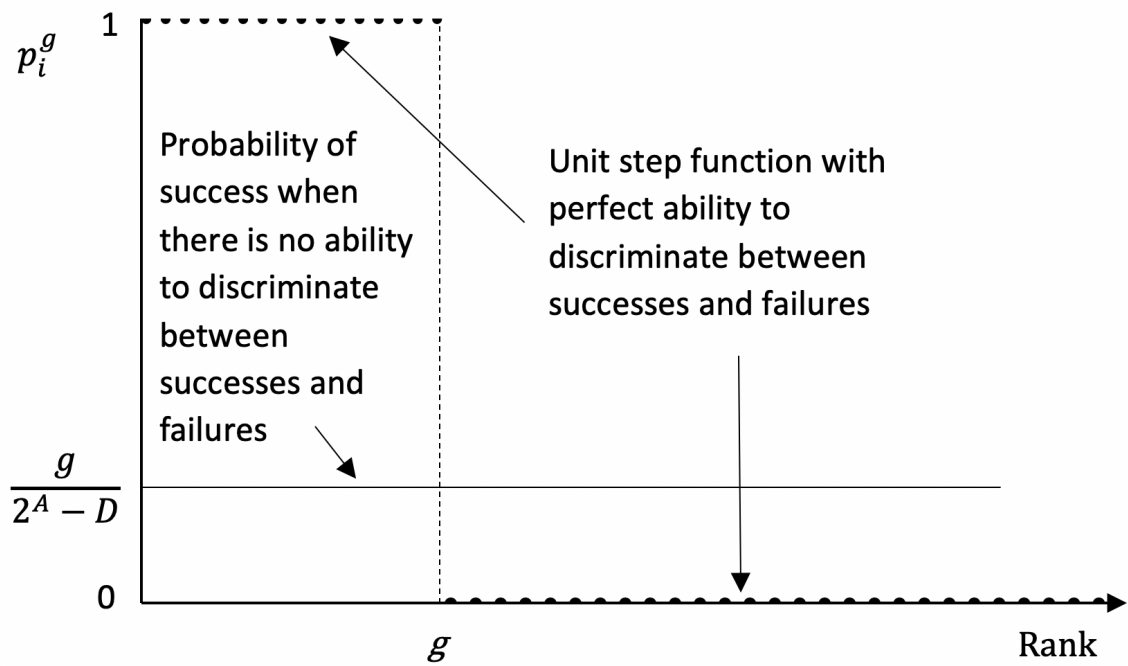 1
p_i^g
Probability of
success when
there is no ability
to discriminate
between
successes and
failures
Unit step function with
perfect ability to
discriminate between
successes and failures
g
2^A − D
0
g
Rank